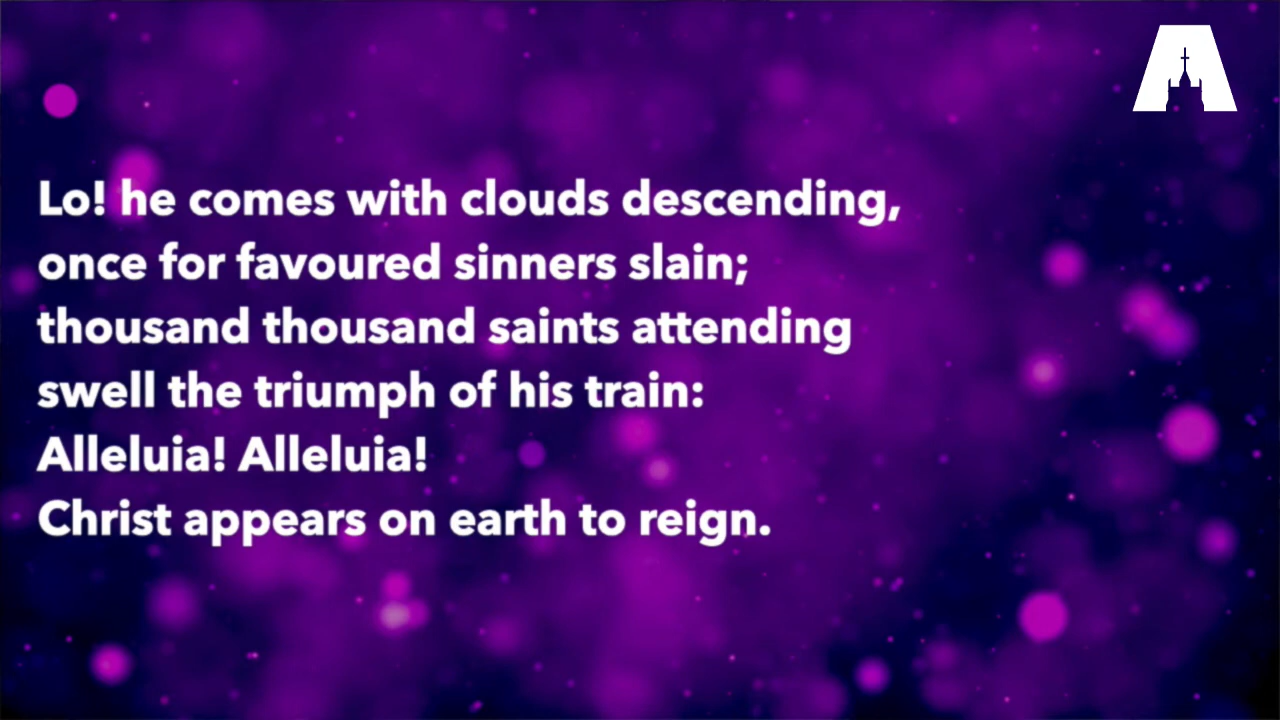 Lo! he comes with clouds descending,
once for favoured sinners slain;
thousand thousand saints attending
swell the triumph of his train:
Alleluia! Alleluia!
Christ appears on earth to reign.